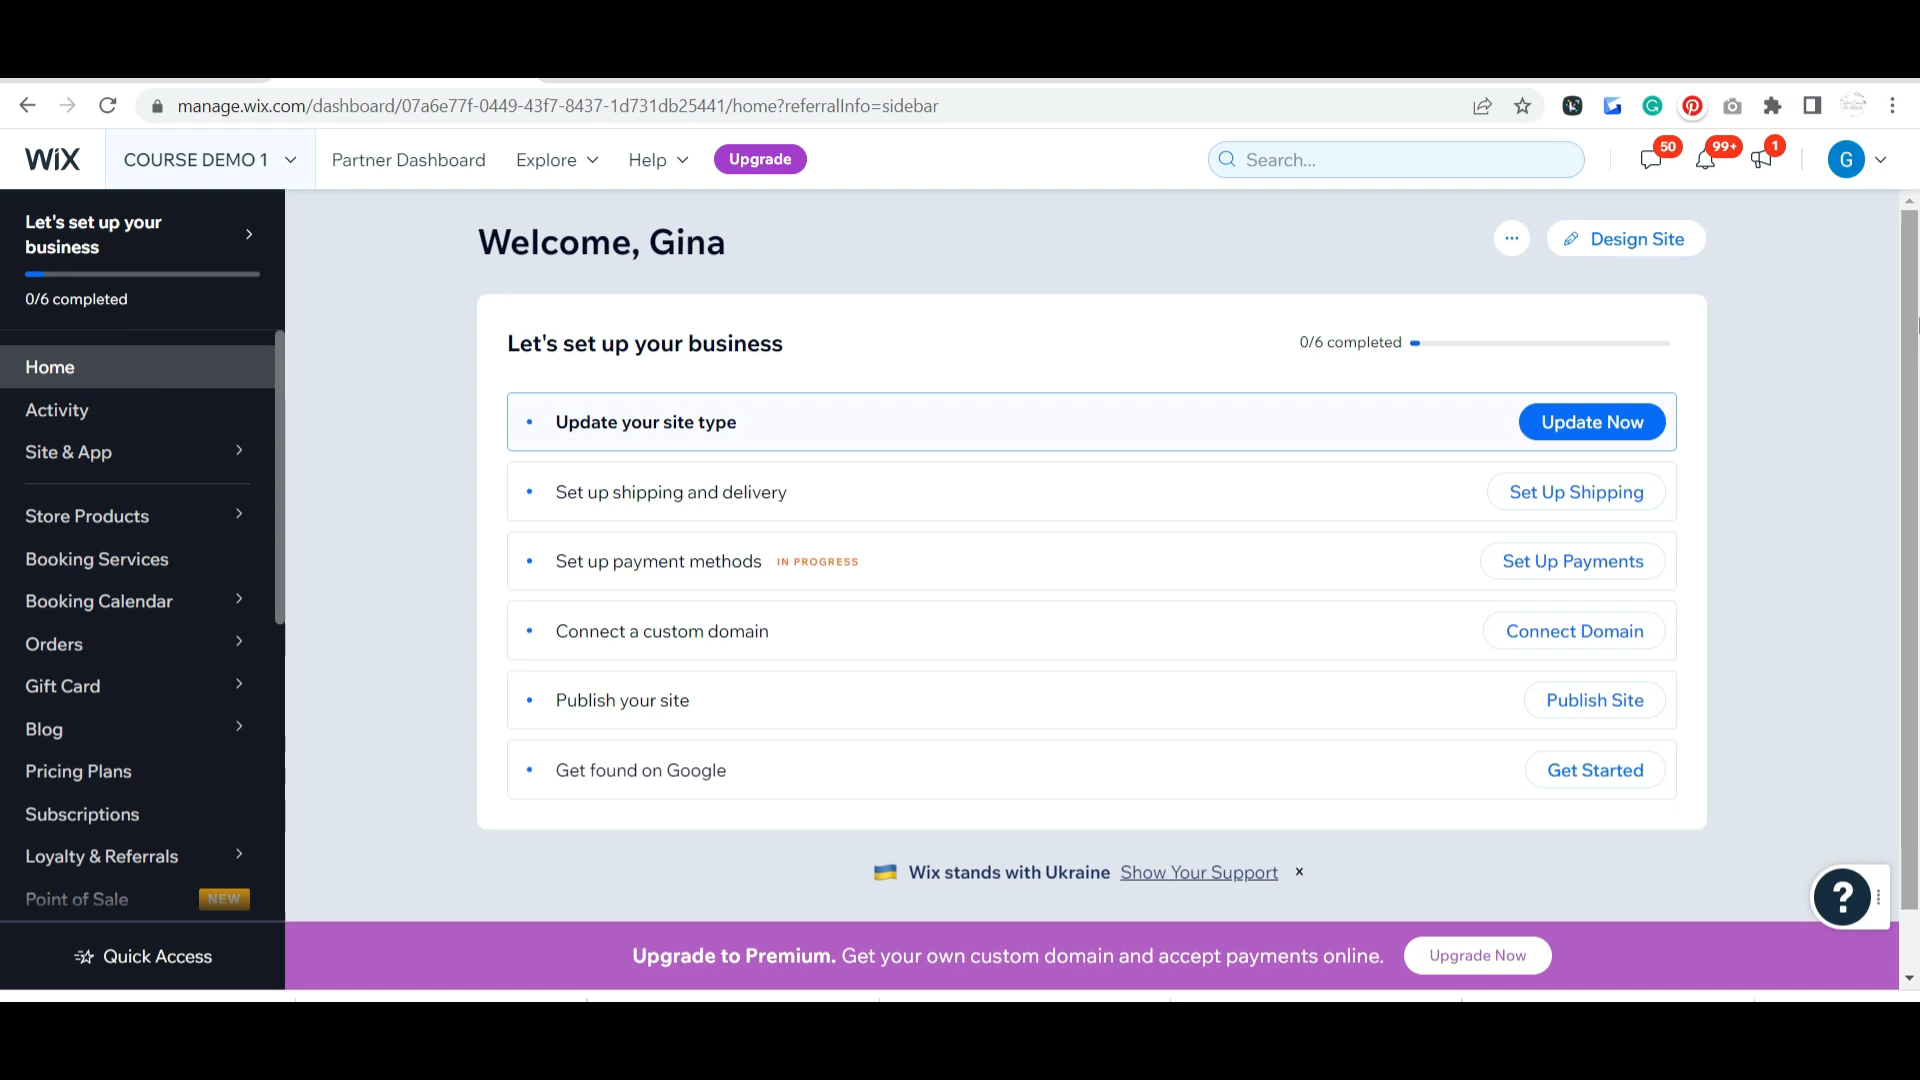 manage.wix.com/dashboard/07a6e77f-0449-43f7-8437-1d731db25441/home?referralInfo=sidebar
WIX
COURSE DEMO 1
Partner Dashboard
Explore
Help
Upgrade
Search...
50
99+
1
G
Let's set up your
business
0/6 completed
Home
Activity
Site & App
Store Products
Booking Services
Booking Calendar
Orders
Gift Card
Blog
Pricing Plans
Subscriptions
Loyalty & Referrals
Point of Sale NEW
Quick Access
Welcome, Gina
Design Site
Let's set up your business
0/6 completed
Update your site type
Update Now
Set up shipping and delivery
Set Up Shipping
Set up payment methods IN PROGRESS
Set Up Payments
Connect a custom domain
Connect Domain
Publish your site
Publish Site
Get found on Google
Get Started
Wix stands with Ukraine Show Your Support ×
?
Upgrade to Premium. Get your own custom domain and accept payments online.
Upgrade Now